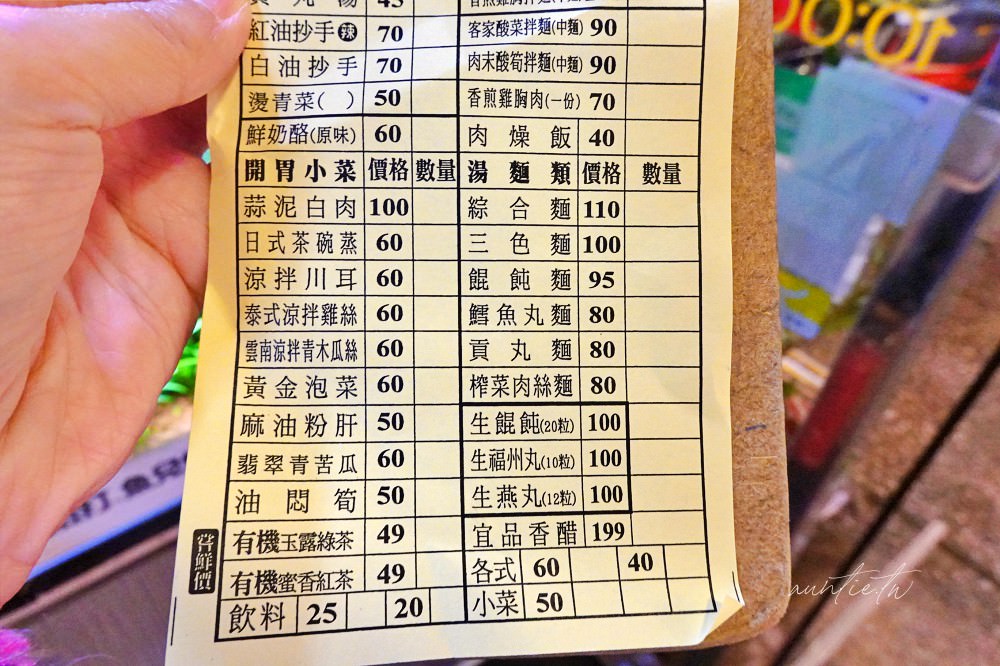 貢丸湯 45
紅油抄手辣 70
白油抄手 70
燙青菜( ) 50
鮮奶酪(原味) 60
開胃小菜 價格 數量
蒜泥白肉 100
日式茶碗蒸 60
涼拌川耳 60
泰式涼拌雞絲 60
雲南涼拌青木瓜絲 60
黃金泡菜 60
麻油粉肝 50
翡翠青苦瓜 60
油悶筍 50
嘗鮮價
有機玉露綠茶 49
有機蜜香紅茶 49
飲料 25 20
客家酸菜拌麵(中麵) 90
肉末酸筍拌麵(中麵) 90
香煎雞胸肉(一份) 70
肉燥飯 40
湯麵類 價格 數量
綜合麵 110
三色麵 100
餛飩麵 95
鱈魚丸麵 80
貢丸麵 80
榨菜肉絲麵 80
生餛飩(20粒) 100
生福州丸(10粒) 100
生燕丸(12粒) 100
宜品香醋 199
各式 60 40
小菜 50
10:00
auntie.tw